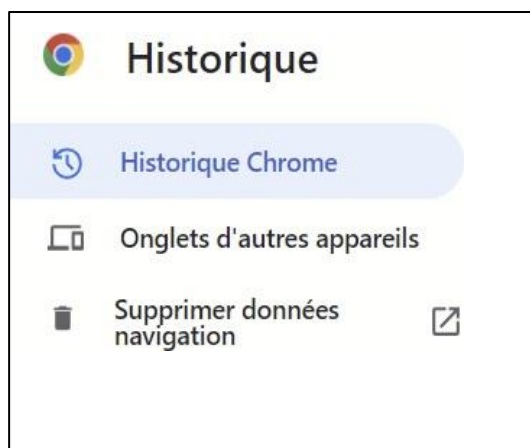 Historique
Historique Chrome
Onglets d'autres appareils
Supprimer données
navigation